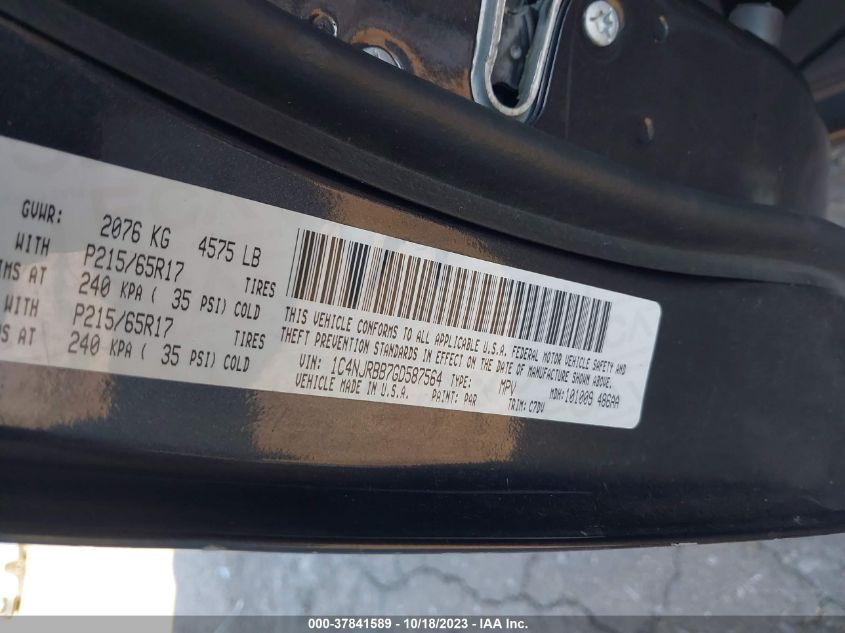 GVWR: 2076 KG 4575 LB
WITH P215/65R17 TIRES
IMS AT 240 KPA ( 35 PSI) COLD
WITH P215/65R17 TIRES
MS AT 240 KPA ( 35 PSI) COLD
THIS VEHICLE CONFORMS TO ALL APPLICABLE U.S.A. FEDERAL MOTOR VEHICLE SAFETY AND
THEFT PREVENTION STANDARDS IN EFFECT ON THE DATE OF MANUFACTURE SHOWN ABOVE.
VIN: 1C4NJRBB7GD587564 TYPE: MPV MDH:101009 486AA
VEHICLE MADE IN U.S.A. PAINT: PAR TRIM: C7DV
000-37841589 - 10/18/2023 - IAA Inc.